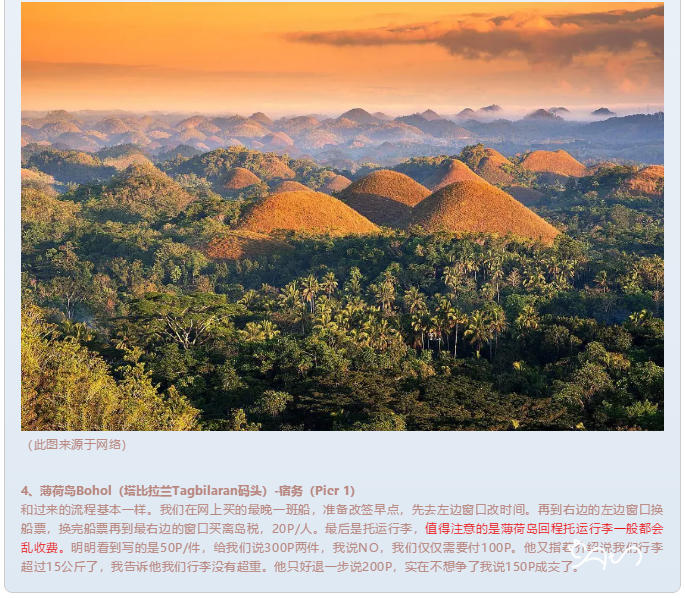 （此图来源于网络）
4、薄荷岛Bohol（塔比拉兰Tagbilaran码头）-宿务（Pier 1）
和过来的流程基本一样。我们在网上买的最晚一班船，准备改签早点，先去左边窗口改时间。再到右边的左边窗口换
船票，换完船票再到最右边的窗口买离岛税，20P/人。最后是托运行李，值得注意的是薄荷岛回程托运行李一般都会
乱收费。明明看到写的是50P/件，给我们说300P两件，我说NO，我们仅仅需要付100P。他又指着介绍说我们行李
超过15公斤了，我告诉他我们行李没有超重。他只好退一步说200P，实在不想争了我说150P成交了。